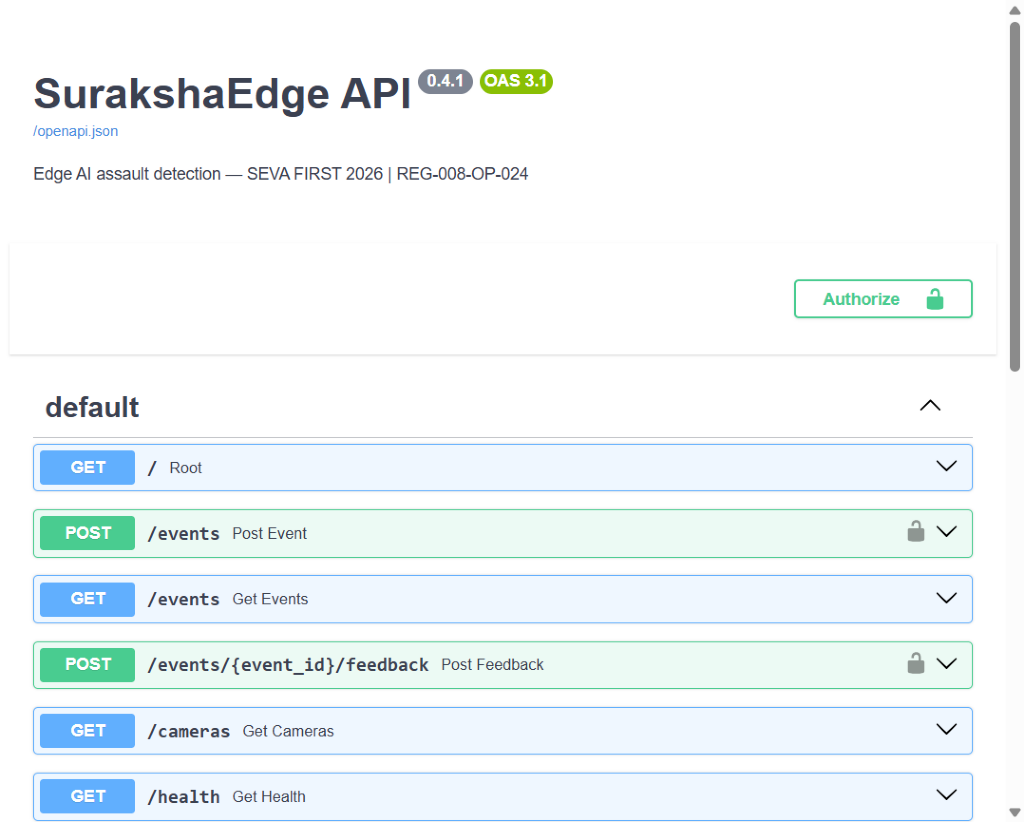 SurakshaEdge API 0.4.1 OAS 3.1
/openapi.json
Edge AI assault detection — SEVA FIRST 2026 | REG-008-OP-024
Authorize
default
GET / Root
POST /events Post Event
GET /events Get Events
POST /events/{event_id}/feedback Post Feedback
GET /cameras Get Cameras
GET /health Get Health